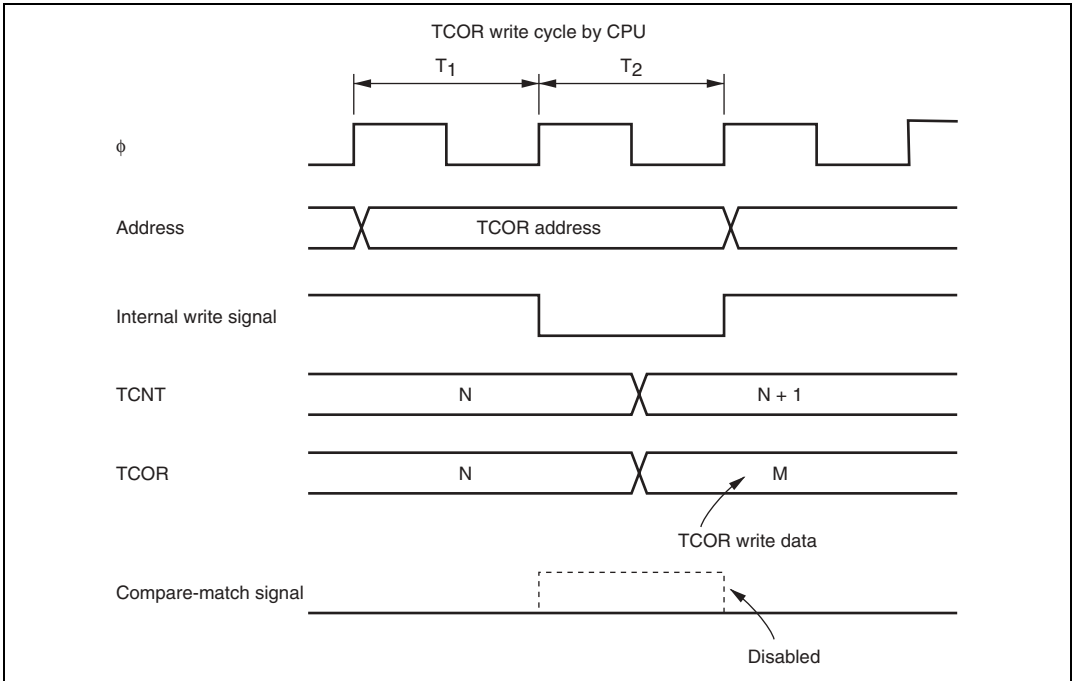 TCOR write cycle by CPU
T1 T2
φ
Address TCOR address
Internal write signal
TCNT N N + 1
TCOR N M
TCOR write data
Compare-match signal
Disabled